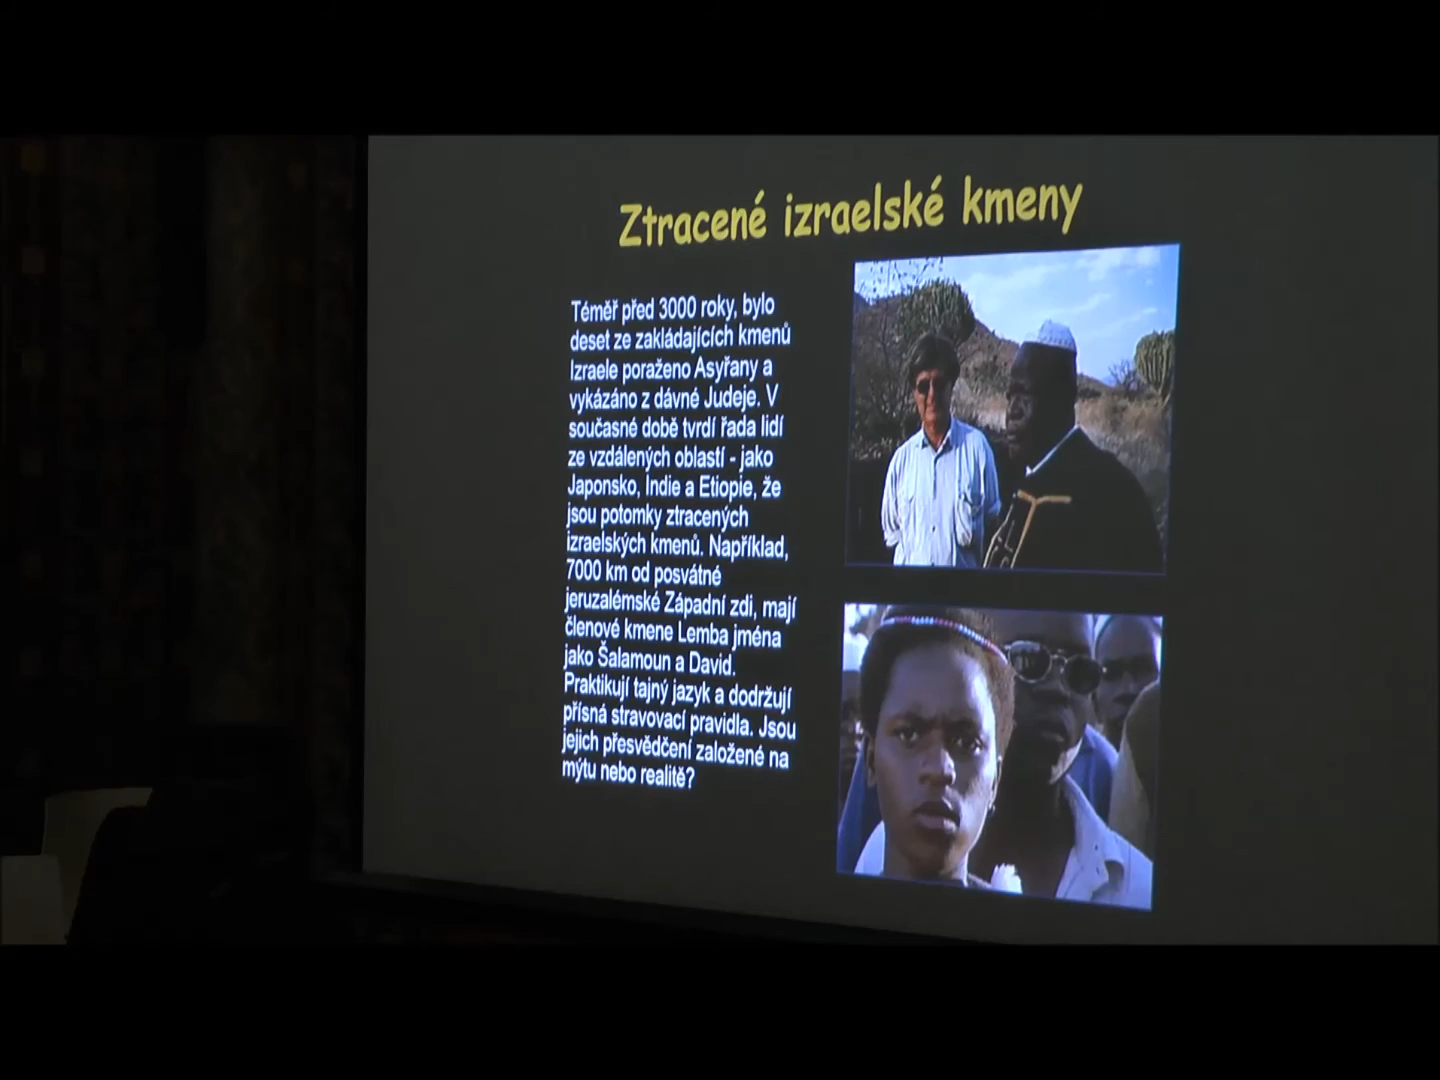 Ztracené izraelské kmeny
Téměř před 3000 roky, bylo
deset ze zakládajících kmenů
Izraele poraženo Asyřany a
vykázáno z dávné Judeje. V
současné době tvrdí řada lidí
ze vzdálených oblastí - jako
Japonsko, Indie a Etiopie, že
jsou potomky ztracených
izraelských kmenů. Například,
7000 km od posvátné
jeruzalémské Západní zdi, mají
členové kmene Lemba jména
jako Šalamoun a David.
Praktikují tajný jazyk a dodržují
přísná stravovací pravidla. Jsou
jejich přesvědčení založené na
mýtu nebo realitě?